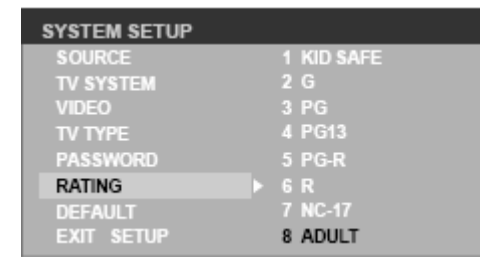 SYSTEM SETUP
SOURCE 1 KID SAFE
TV SYSTEM 2 G
VIDEO 3 PG
TV TYPE 4 PG13
PASSWORD 5 PG-R
RATING 6 R
DEFAULT 7 NC-17
EXIT SETUP 8 ADULT